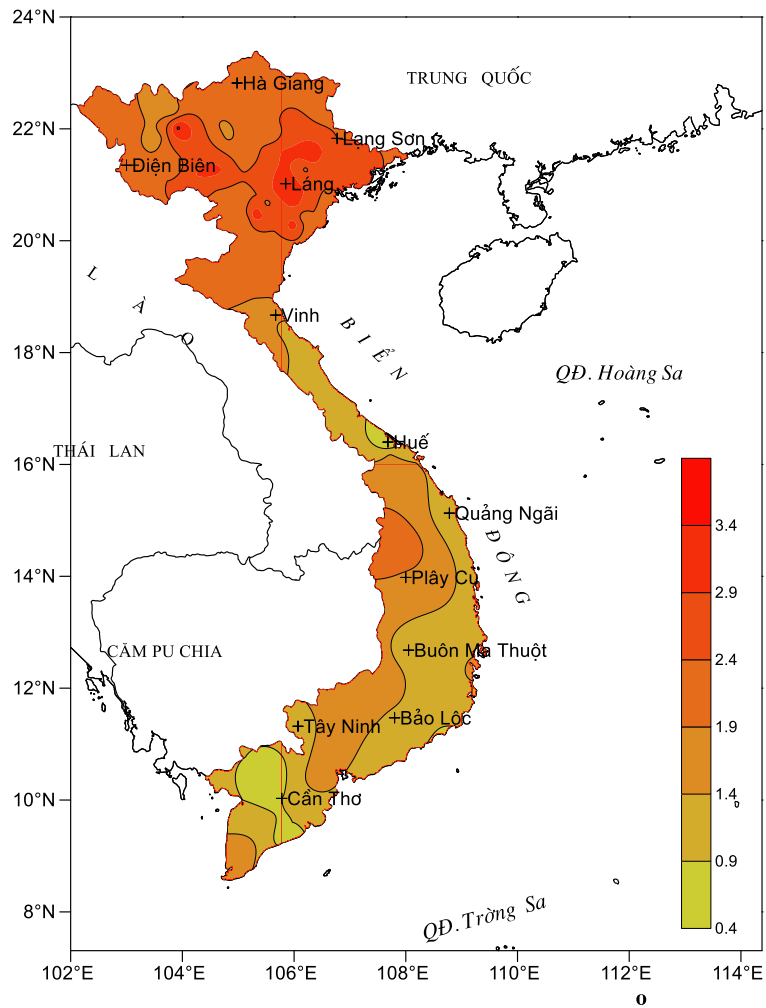 24°N
TRUNG QUỐC
Hà Giang
22°N
Lạng Sơn
Điện Biên
Láng
20°N
L À O
Vinh
BIỂN
18°N
QĐ. Hoàng Sa
Huế
THÁI LAN
16°N
Quảng Ngãi
3.4
ĐÔNG
14°N
Plây Cu
2.9
CĂM PU CHIA
Buôn Ma Thuột
2.4
12°N
Bảo Lộc
Tây Ninh
1.9
10°N
Cần Thơ
1.4
0.9
8°N
QĐ. Trờng Sa
0.4
102°E 104°E 106°E 108°E 110°E 112°E 114°E
o